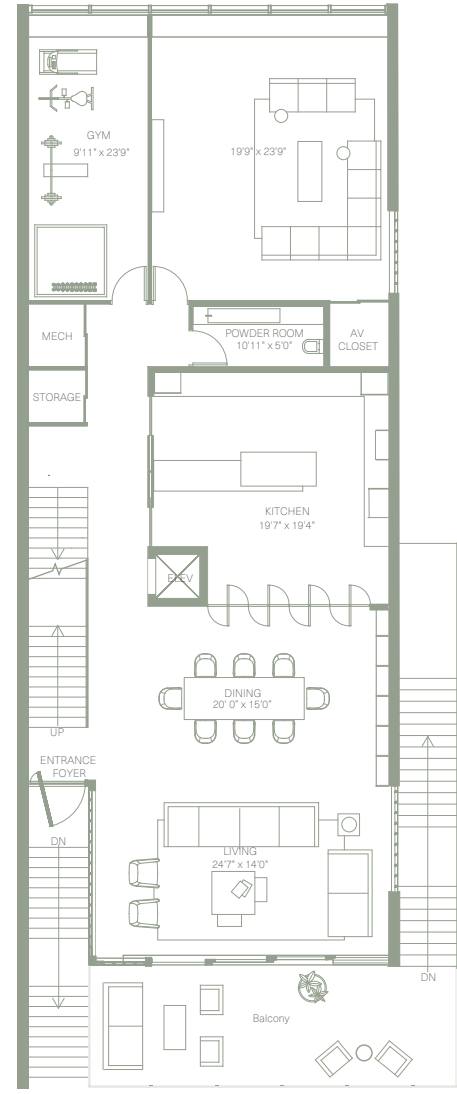 GYM
9'11" x 23'9"
19'9" x 23'9"
POWDER ROOM
10'11" x 5'0"
MECH
AV
CLOSET
STORAGE
KITCHEN
19'7" x 19'4"
ELEV
DINING
20' 0" x 15'0"
UP
ENTRANCE
FOYER
DN
LIVING
24'7" x 14'0"
DN
Balcony